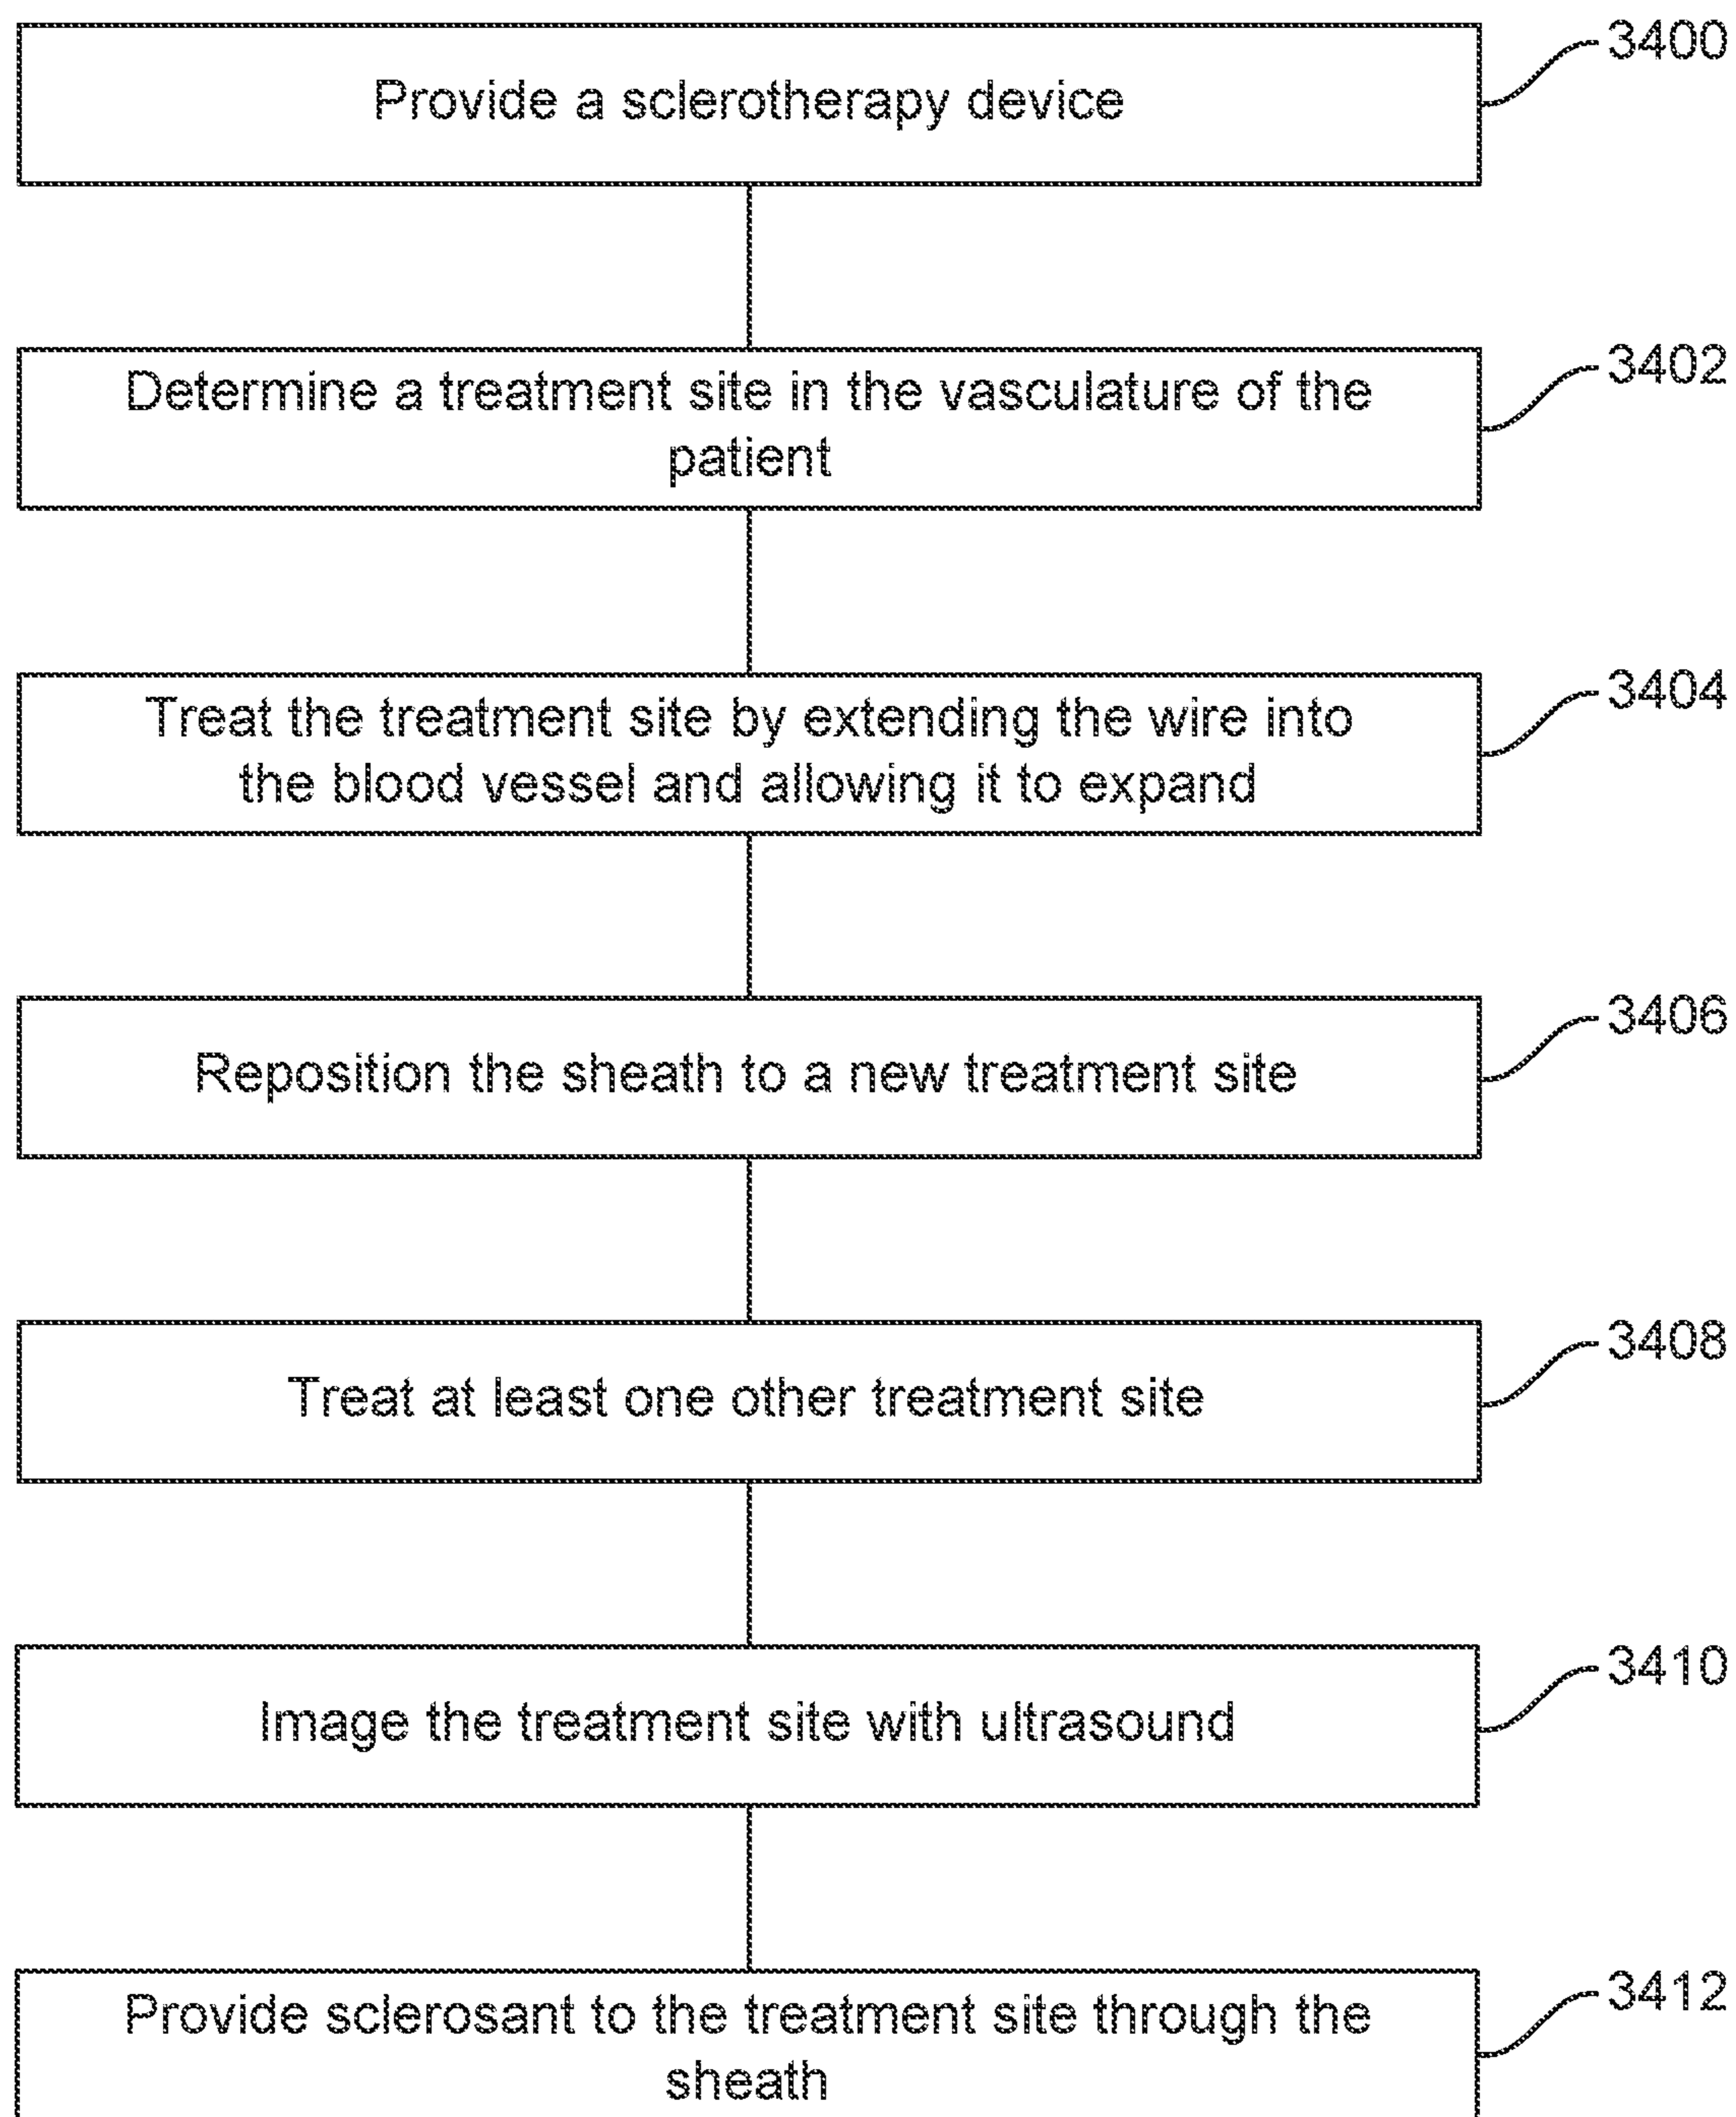 3400
Provide a sclerotherapy device
3402
Determine a treatment site in the vasculature of the
patient
3404
Treat the treatment site by extending the wire into
the blood vessel and allowing it to expand
3406
Reposition the sheath to a new treatment site
3408
Treat at least one other treatment site
3410
Image the treatment site with ultrasound
3412
Provide sclerosant to the treatment site through the
sheath